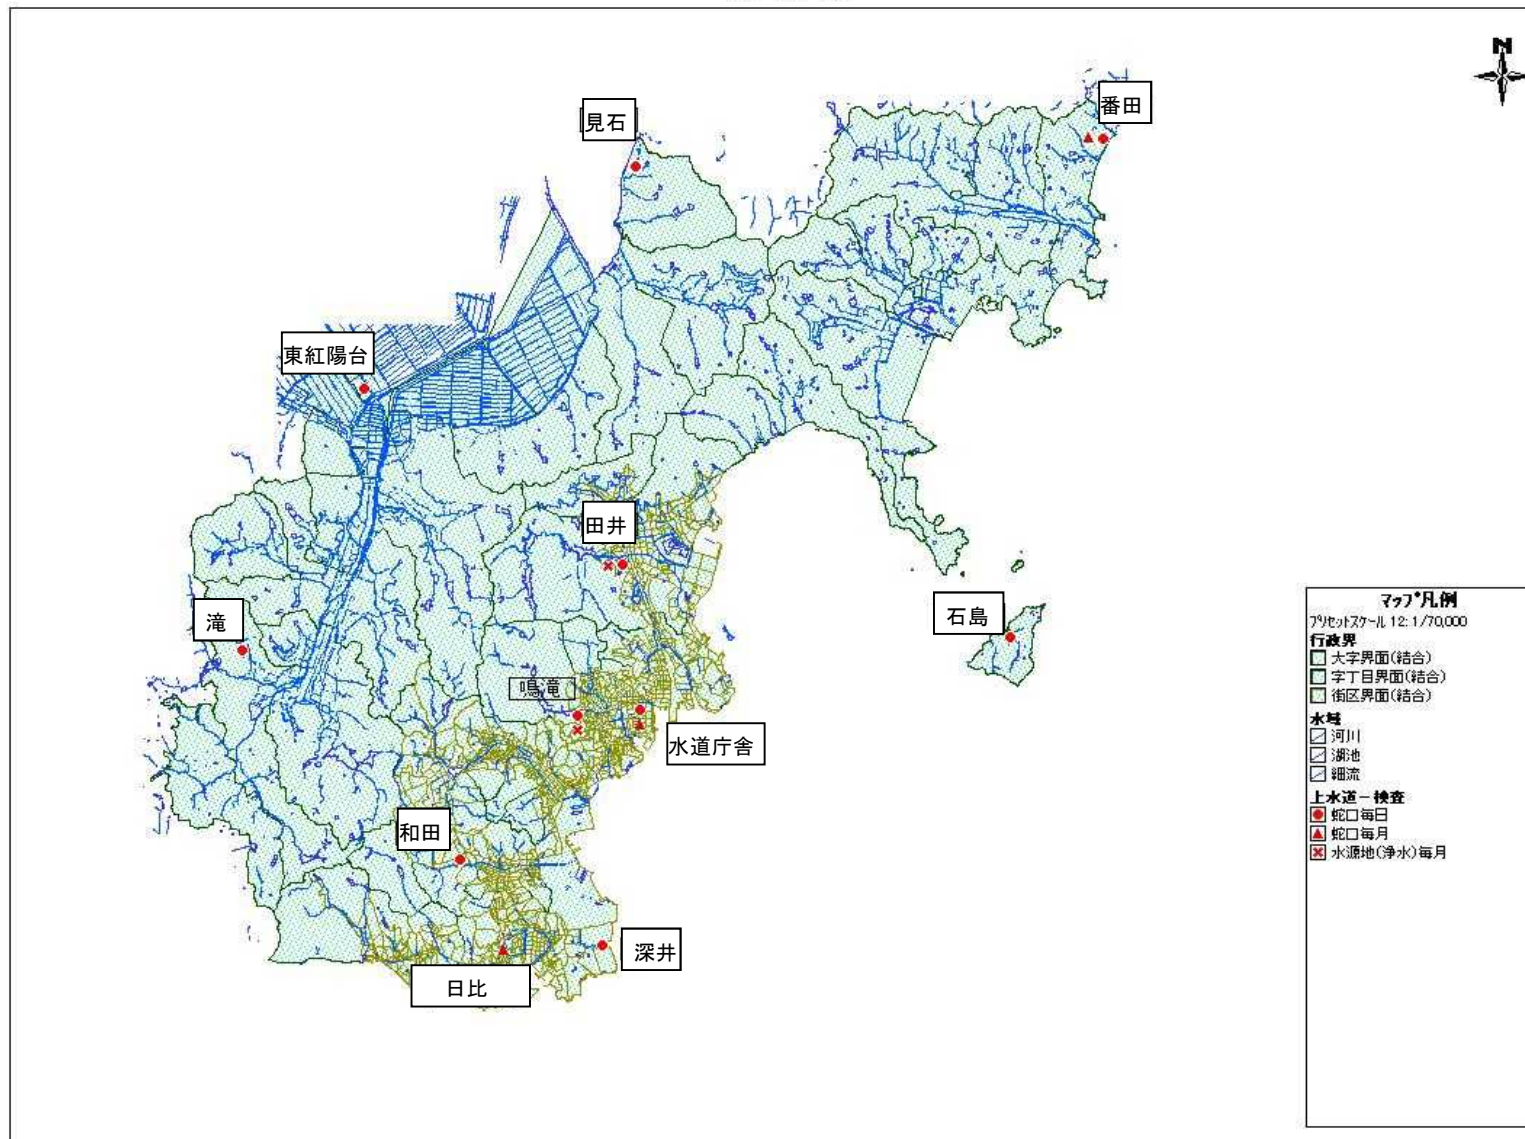 N
番田
見石
東紅陽台
田井
滝
石島
鳴滝
水道庁舎
和田
深井
日比
マップ凡例
プリセットスケール 12: 1/70,000
行政界
大字界面(結合)
字丁目界面(結合)
街区界面(結合)
水域
河川
湖池
細流
上水道－検査
蛇口毎日
蛇口毎月
水源地(浄水)毎月